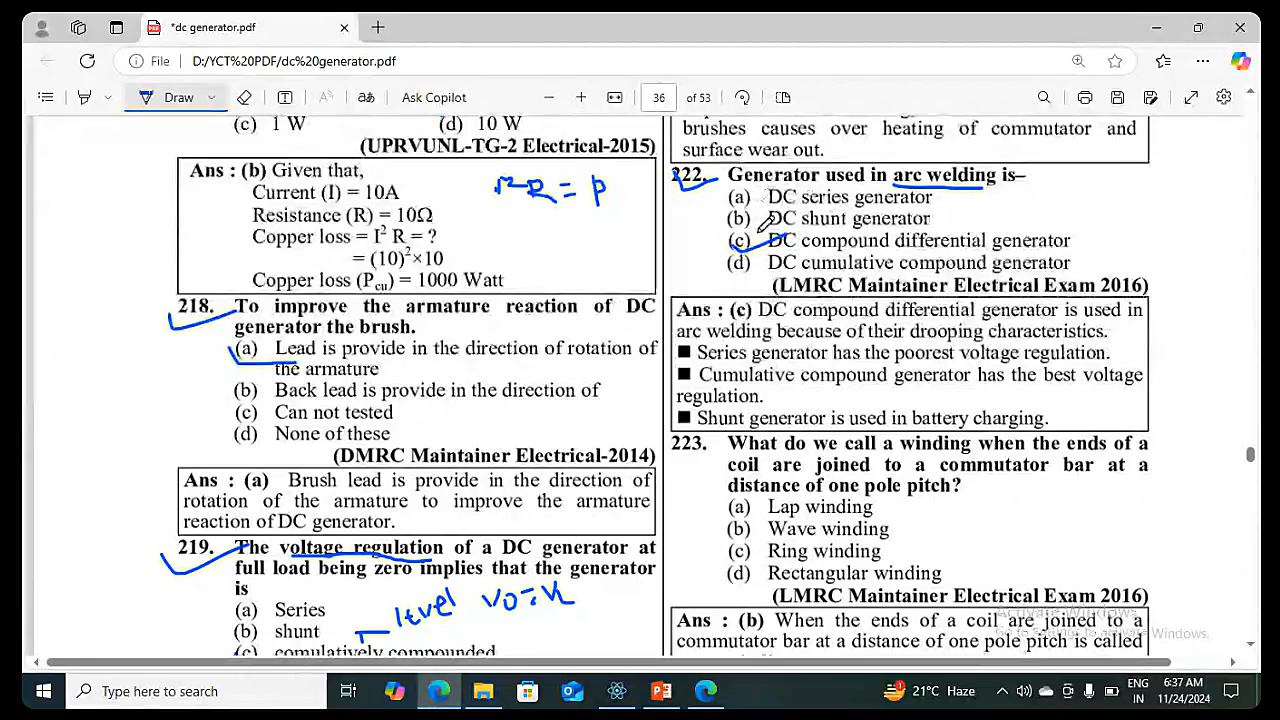 *dc generator.pdf
File
D:/YCT%20PDF/dc%20generator.pdf
Draw
Ask Copilot
36 of 53
(c) 1 W (d) 10 W
(UPRVUNL-TG-2 Electrical-2015)
Ans : (b) Given that,
Current (I) = 10A
Resistance (R) = 10Ω
Copper loss = I² R = ?
= (10)²×10
Copper loss (Pcu) = 1000 Watt
I²R = P
218. To improve the armature reaction of DC
generator the brush.
(a) Lead is provide in the direction of rotation of
the armature
(b) Back lead is provide in the direction of
(c) Can not tested
(d) None of these
(DMRC Maintainer Electrical-2014)
Ans : (a) Brush lead is provide in the direction of
rotation of the armature to improve the armature
reaction of DC generator.
219. The voltage regulation of a DC generator at
full load being zero implies that the generator
is
(a) Series
(b) shunt
level
(c) comulatively compounded
brushes causes over heating of commutator and
surface wear out.
222. Generator used in arc welding is–
(a) DC series generator
(b) DC shunt generator
(c) DC compound differential generator
(d) DC cumulative compound generator
(LMRC Maintainer Electrical Exam 2016)
Ans : (c) DC compound differential generator is used in
arc welding because of their drooping characteristics.
■ Series generator has the poorest voltage regulation.
■ Cumulative compound generator has the best voltage
regulation.
■ Shunt generator is used in battery charging.
223. What do we call a winding when the ends of a
coil are joined to a commutator bar at a
distance of one pole pitch?
(a) Lap winding
(b) Wave winding
(c) Ring winding
(d) Rectangular winding
(LMRC Maintainer Electrical Exam 2016)
Ans : (b) When the ends of a coil are joined to a
commutator bar at a distance of one pole pitch is called
Activate Windows
Go to Settings to activate Windows.
Type here to search
21°C Haze
ENG
IN
6:37 AM
11/24/2024